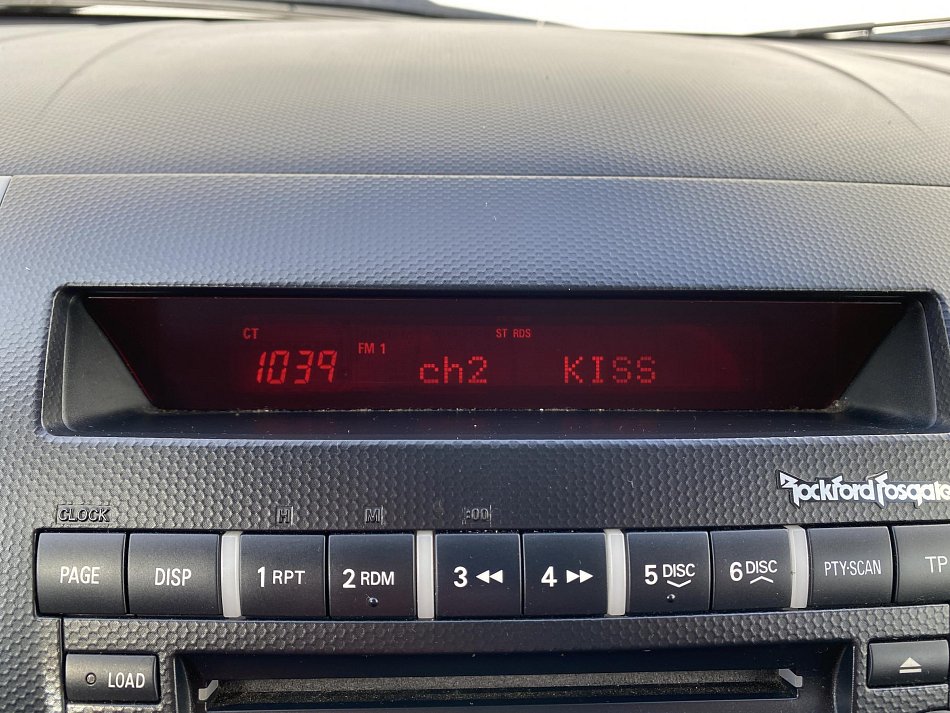 CT
ST RDS
1039 FM 1 ch2 KISS
Rockford Fosgate
CLOCK H M :00
PAGE DISP 1 RPT 2 RDM 3 4 5 DISC 6 DISC PTY·SCAN TP
LOAD